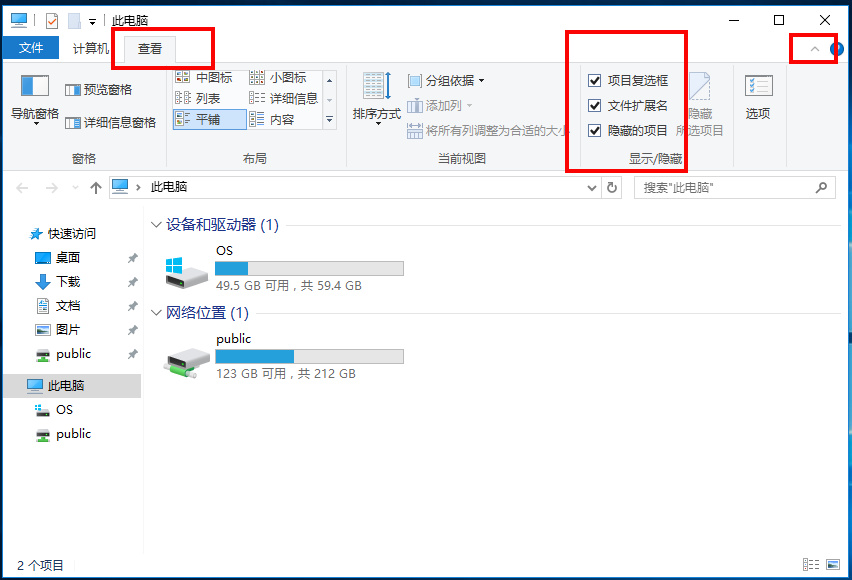 此电脑
文件 计算机 查看
导航窗格
预览窗格
详细信息窗格
窗格
中图标 小图标
列表 详细信息
平铺 内容
布局
排序方式
分组依据
添加列
将所有列调整为合适的大小
当前视图
项目复选框
文件扩展名
隐藏的项目
隐藏
所选项目
显示/隐藏
选项
此电脑
搜索"此电脑"
快速访问
桌面
下载
文档
图片
public
此电脑
OS
public
设备和驱动器 (1)
OS
49.5 GB 可用，共 59.4 GB
网络位置 (1)
public
123 GB 可用，共 212 GB
2 个项目